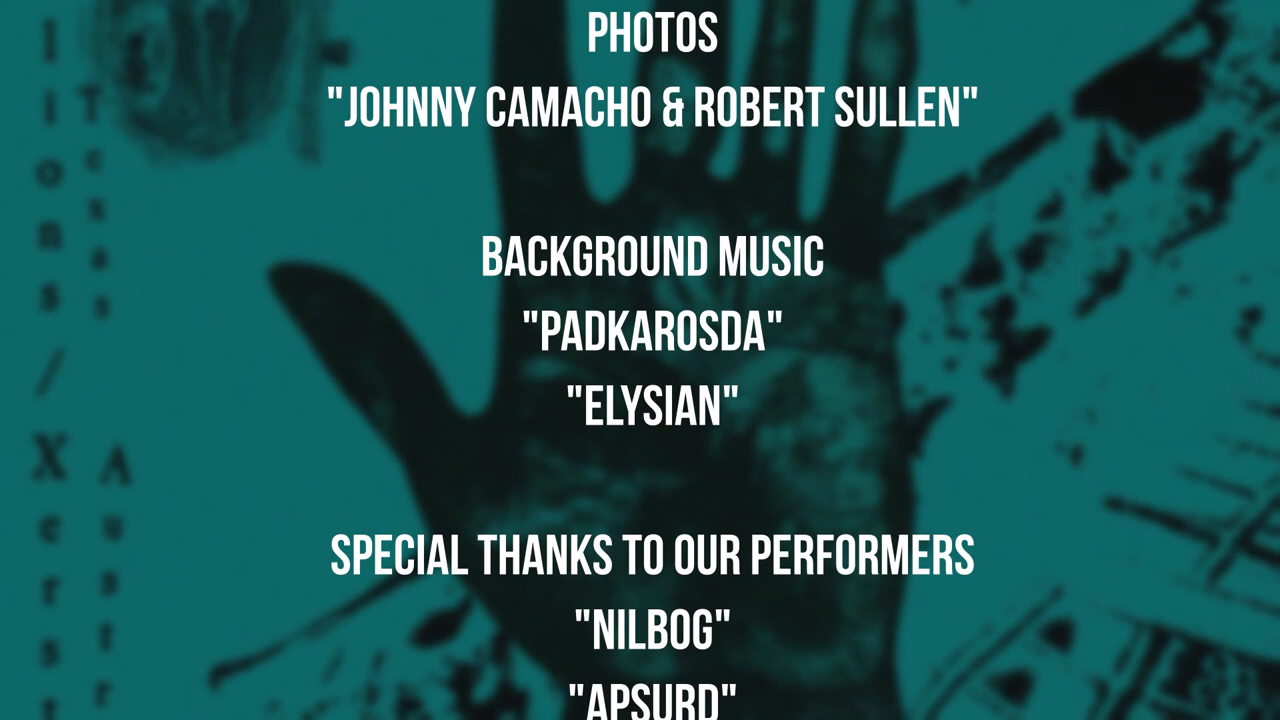 PHOTOS
"JOHNNY CAMACHO & ROBERT SULLEN"
BACKGROUND MUSIC
"PADKAROSDA"
"ELYSIAN"
SPECIAL THANKS TO OUR PERFORMERS
"NILBOG"
"APSURD"